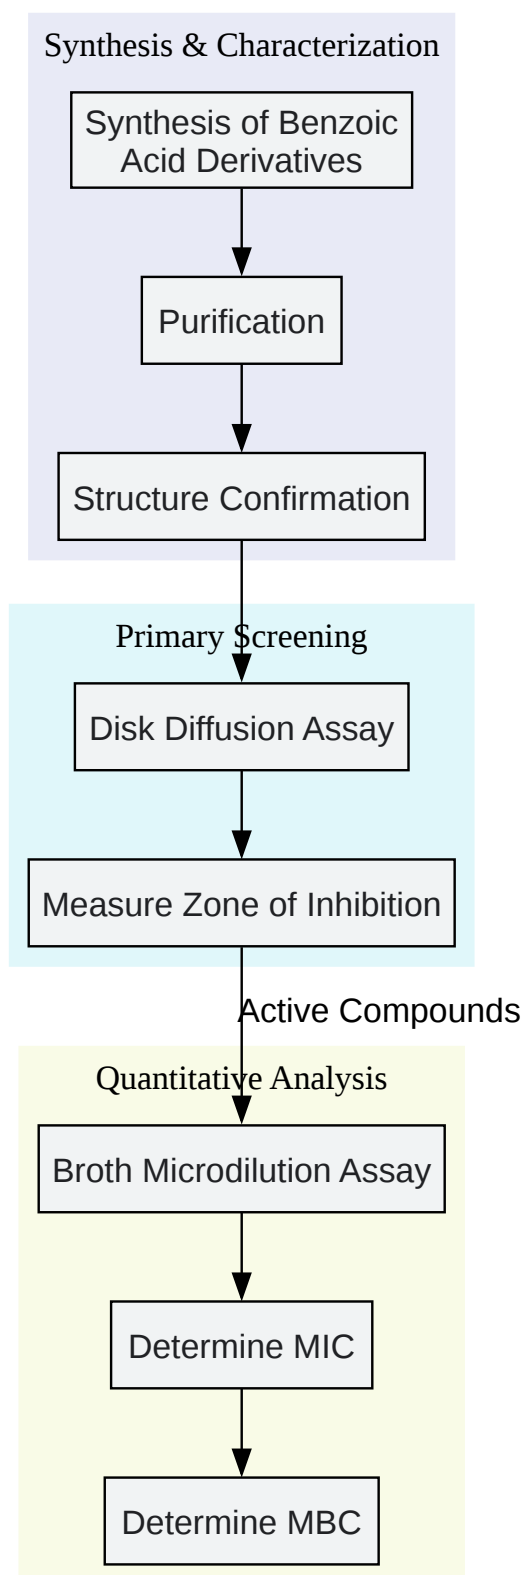 Synthesis & Characterization
Synthesis of Benzoic
Acid Derivatives
Purification
Structure Confirmation
Primary Screening
Disk Diffusion Assay
Measure Zone of Inhibition
Active Compounds
Quantitative Analysis
Broth Microdilution Assay
Determine MIC
Determine MBC